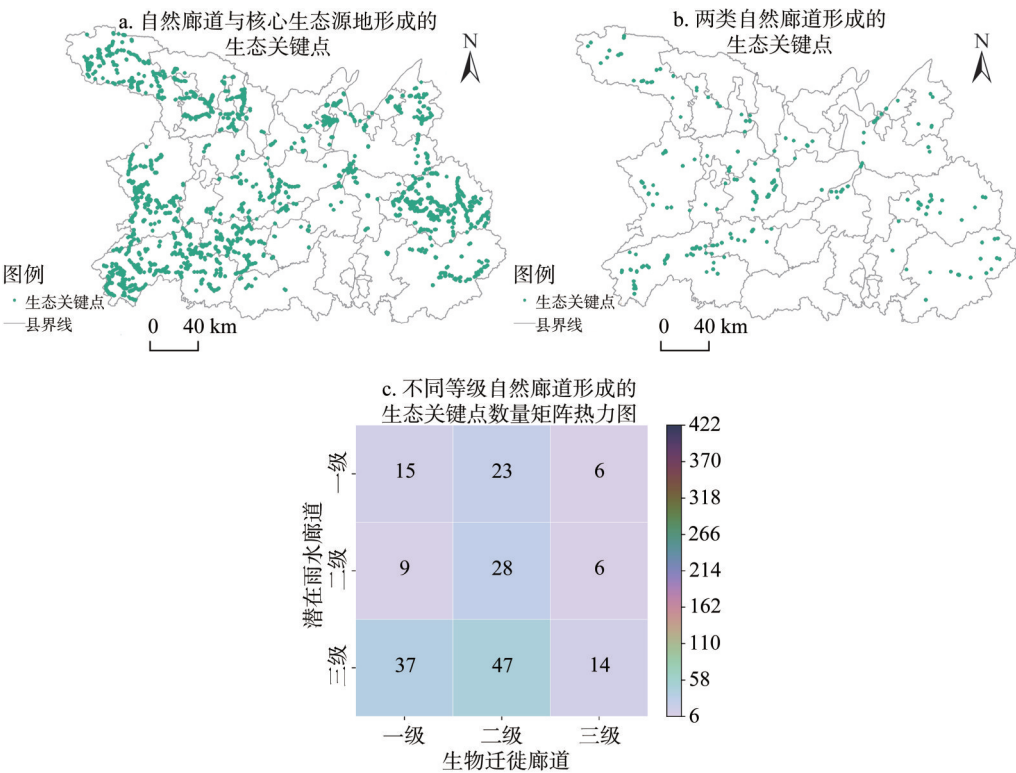 a. 自然廊道与核心生态源地形成的
生态关键点
N
图例
生态关键点
县界线
0 40 km
b. 两类自然廊道形成的
生态关键点
N
图例
生态关键点
县界线
0 40 km
c. 不同等级自然廊道形成的
生态关键点数量矩阵热力图
潜在雨水廊道
一级
15 23 6
二级
9 28 6
三级
37 47 14
一级 二级 三级
生物迁徙廊道
422
370
318
266
214
162
110
58
6